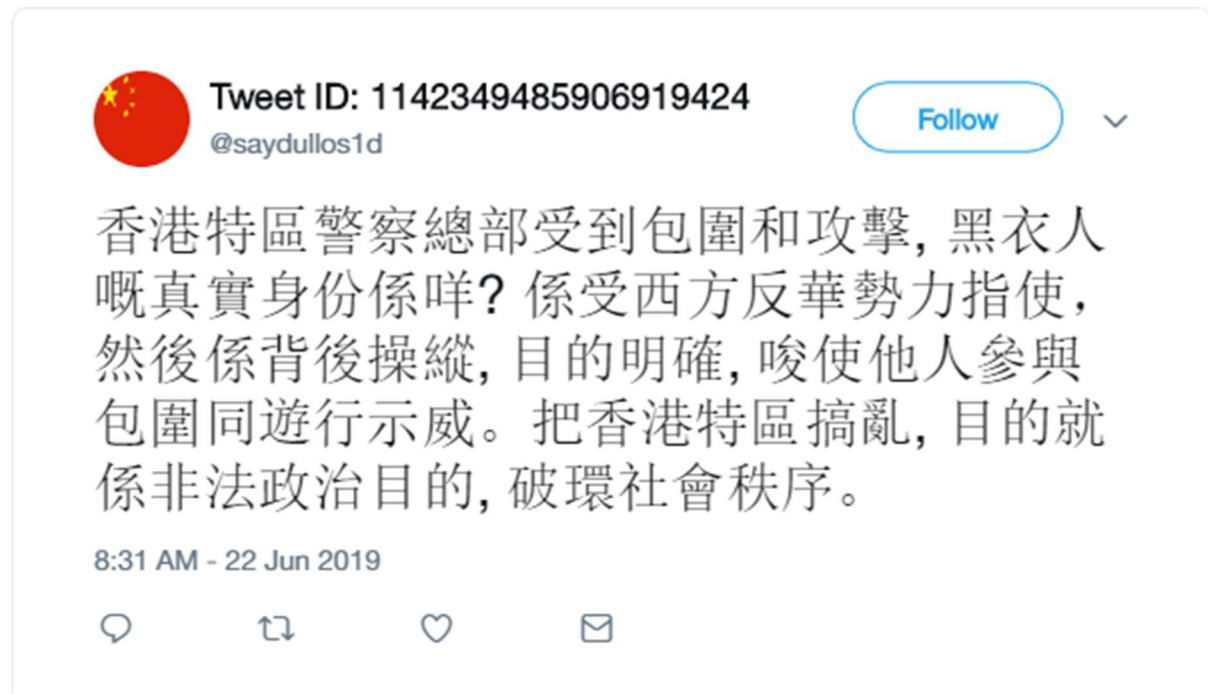 Tweet ID: 1142349485906919424
@saydullos1d
Follow
香港特區警察總部受到包圍和攻擊, 黑衣人
嘅真實身份係咩? 係受西方反華勢力指使，
然後係背後操縱, 目的明確, 唆使他人參與
包圍同遊行示威。把香港特區搞亂, 目的就
係非法政治目的, 破環社會秩序。
8:31 AM - 22 Jun 2019